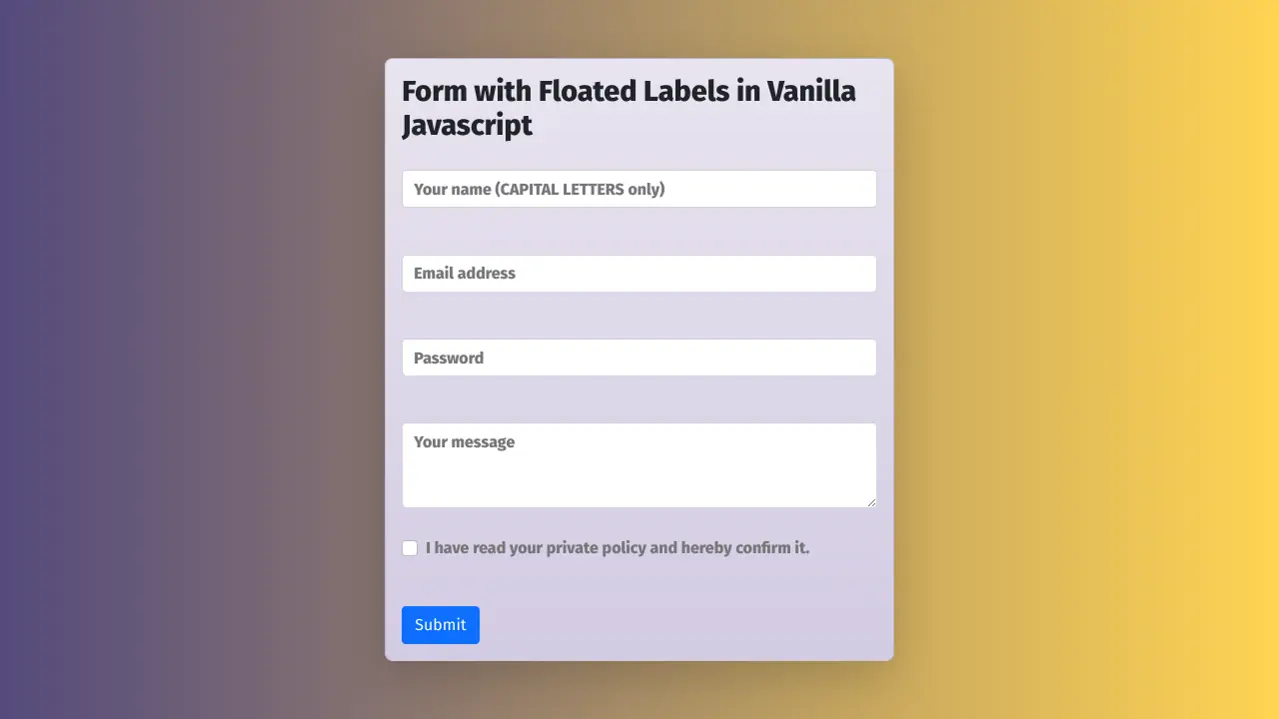 Form with Floated Labels in Vanilla
Javascript
Your name (CAPITAL LETTERS only)
Email address
Password
Your message
I have read your private policy and hereby confirm it.
Submit